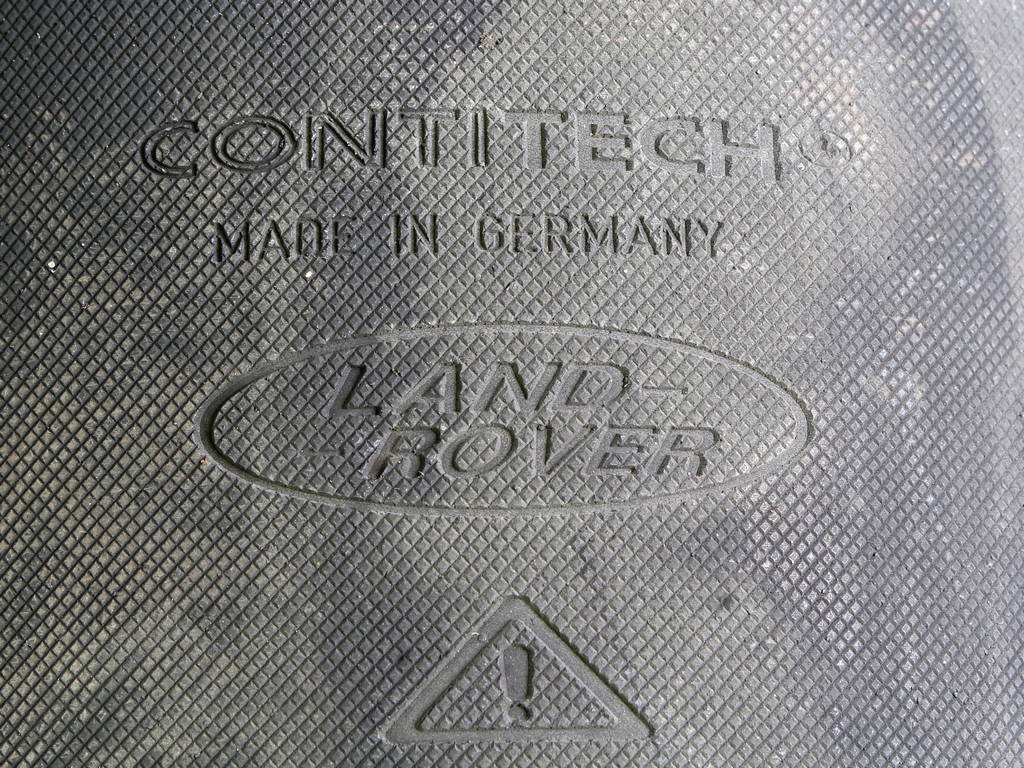 CONTITECH ®
MADE IN GERMANY
LAND-
-ROVER
!